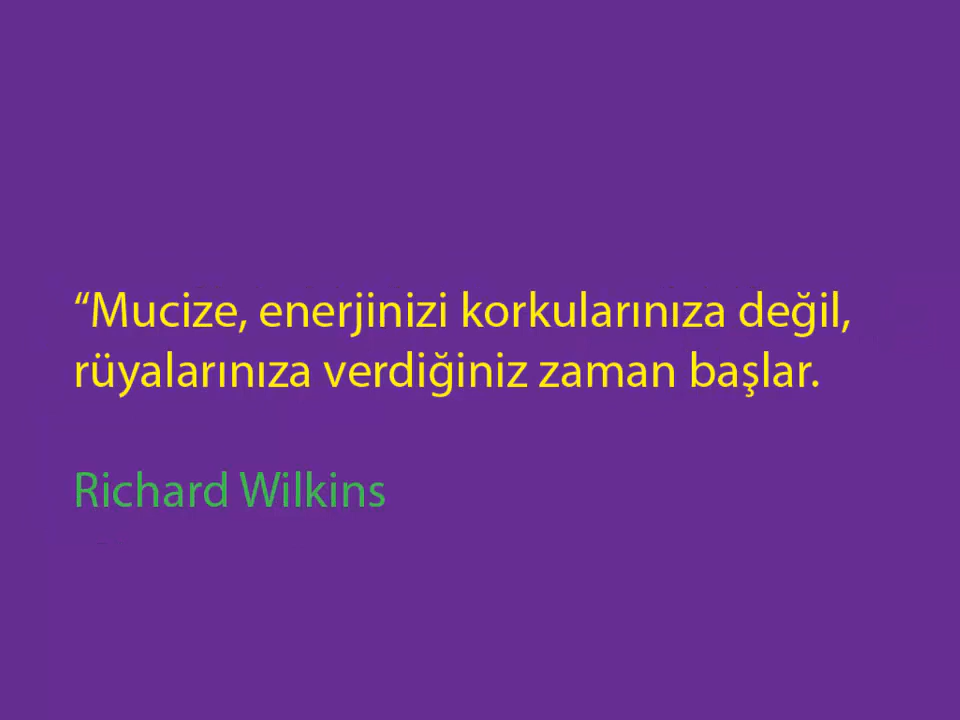 “Mucize, enerjinizi korkularınıza değil,
rüyalarınıza verdiğiniz zaman başlar.
Richard Wilkins